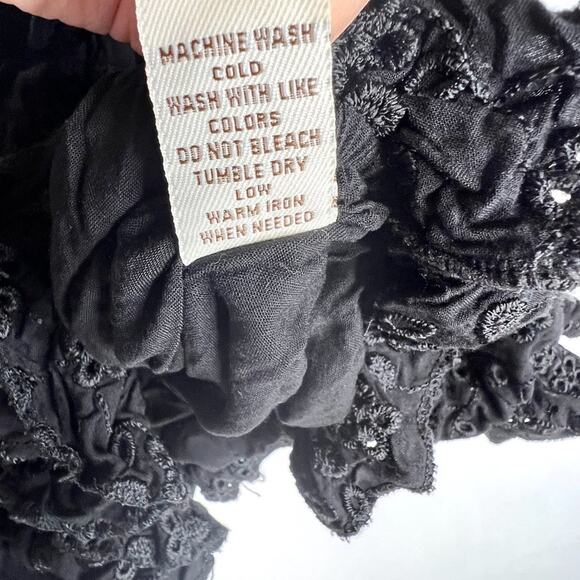 MACHINE WASH
COLD
WASH WITH LIKE
COLORS
DO NOT BLEACH
TUMBLE DRY
LOW
WARM IRON
WHEN NEEDED